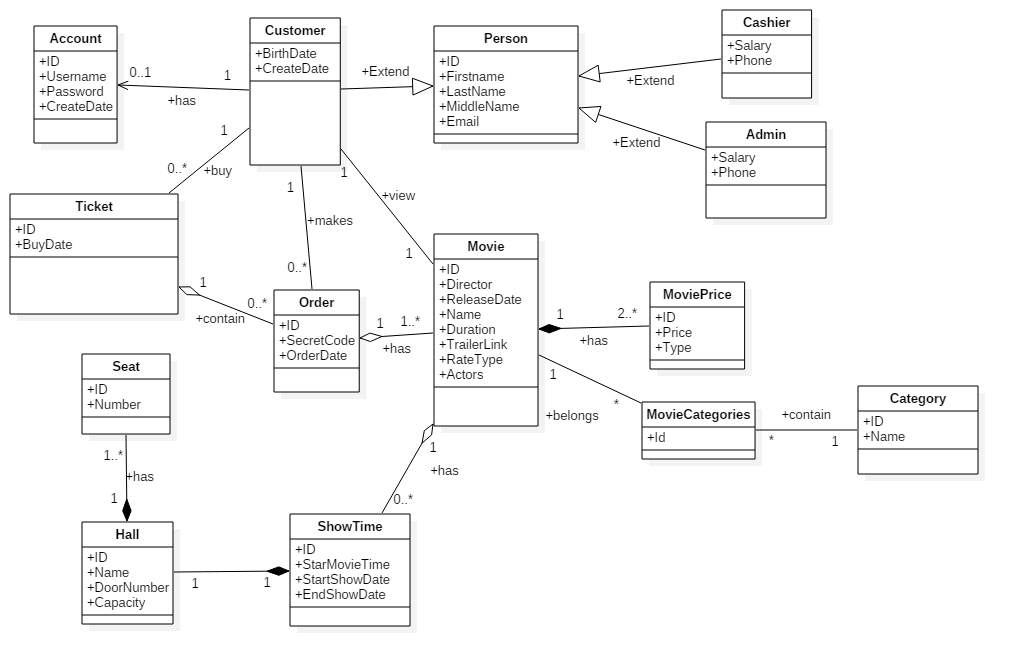 Account
+ID
+Username
+Password
+CreateDate
0..1
1
+has
Customer
+BirthDate
+CreateDate
+Extend
Person
+ID
+Firstname
+LastName
+MiddleName
+Email
+Extend
Cashier
+Salary
+Phone
+Extend
Admin
+Salary
+Phone
1
0..*
+buy
1
+makes
0..*
1
+view
1
Ticket
+ID
+BuyDate
1
0..*
+contain
Order
+ID
+SecretCode
+OrderDate
1
1..*
+has
Movie
+ID
+Director
+ReleaseDate
+Name
+Duration
+TrailerLink
+RateType
+Actors
1
2..*
+has
MoviePrice
+ID
+Price
+Type
1
*
+belongs
MovieCategories
+Id
+contain
*
1
Category
+ID
+Name
Seat
+ID
+Number
1..*
+has
1
1
+has
0..*
Hall
+ID
+Name
+DoorNumber
+Capacity
1
1
ShowTime
+ID
+StarMovieTime
+StartShowDate
+EndShowDate